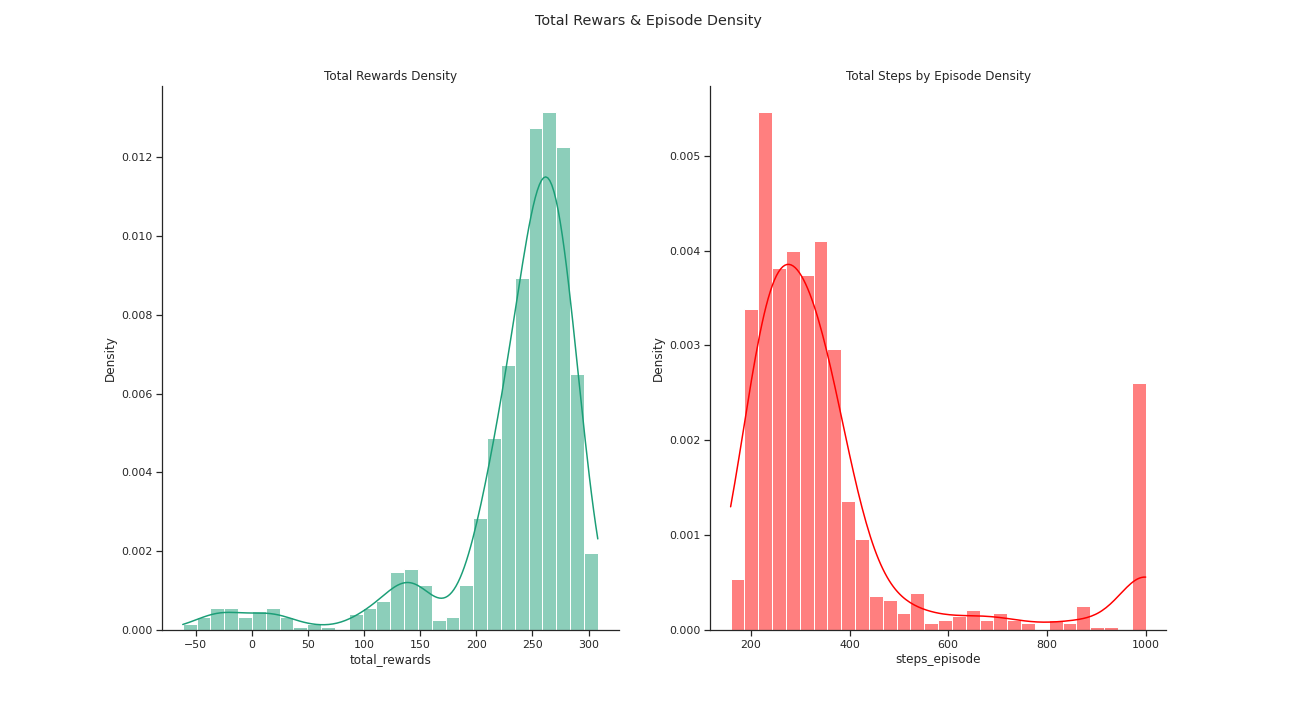 Total Rewars & Episode Density
Total Rewards Density
Density
0.012
0.010
0.008
0.006
0.004
0.002
0.000
−50 0 50 100 150 200 250 300
total_rewards
Total Steps by Episode Density
Density
0.005
0.004
0.003
0.002
0.001
0.000
200 400 600 800 1000
steps_episode